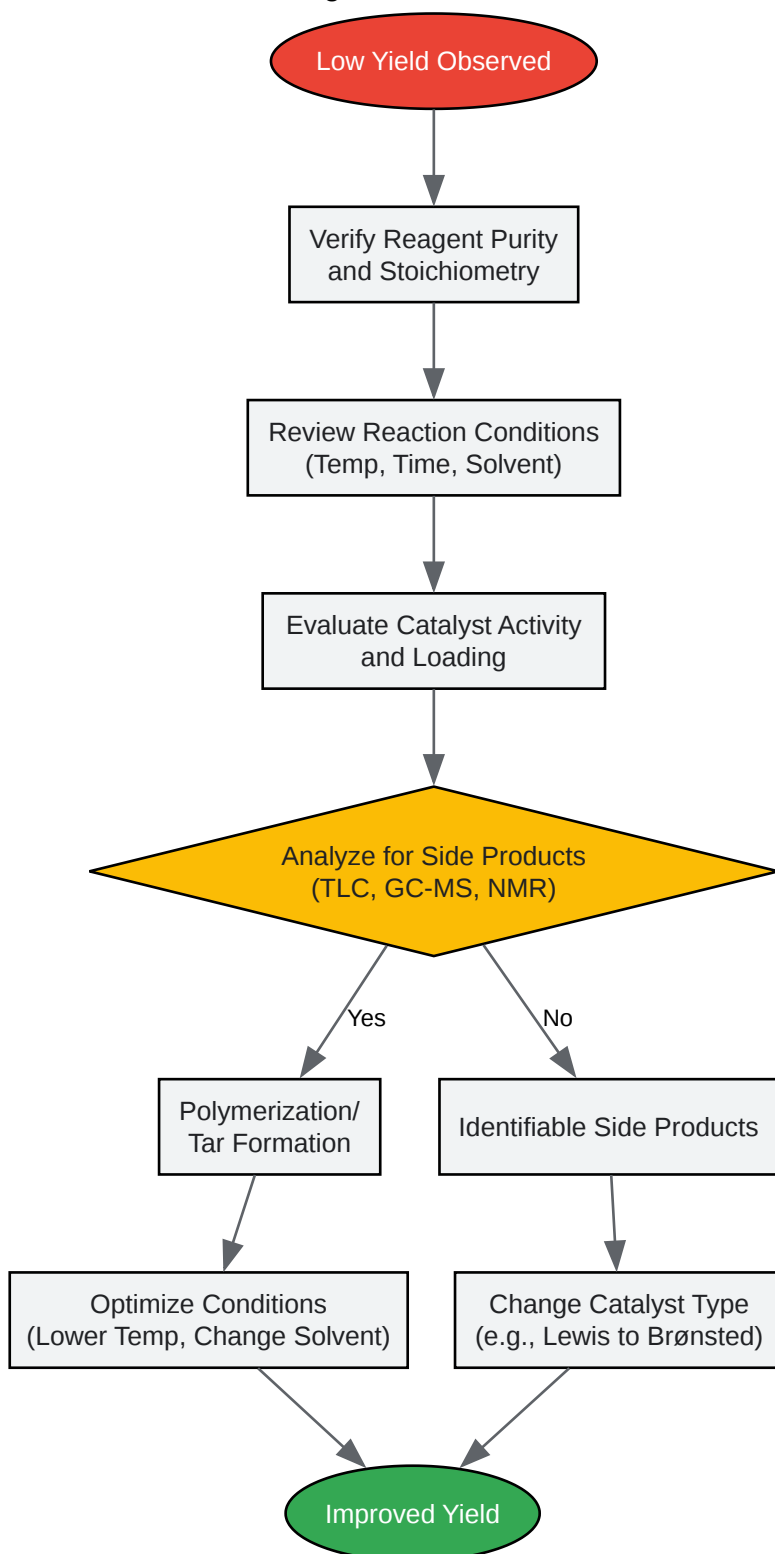 Low Yield Observed
Verify Reagent Purity
and Stoichiometry
Review Reaction Conditions
(Temp, Time, Solvent)
Evaluate Catalyst Activity
and Loading
Analyze for Side Products
(TLC, GC-MS, NMR)
Yes
No
Polymerization/
Tar Formation
Identifiable Side Products
Optimize Conditions
(Lower Temp, Change Solvent)
Change Catalyst Type
(e.g., Lewis to Brønsted)
Improved Yield